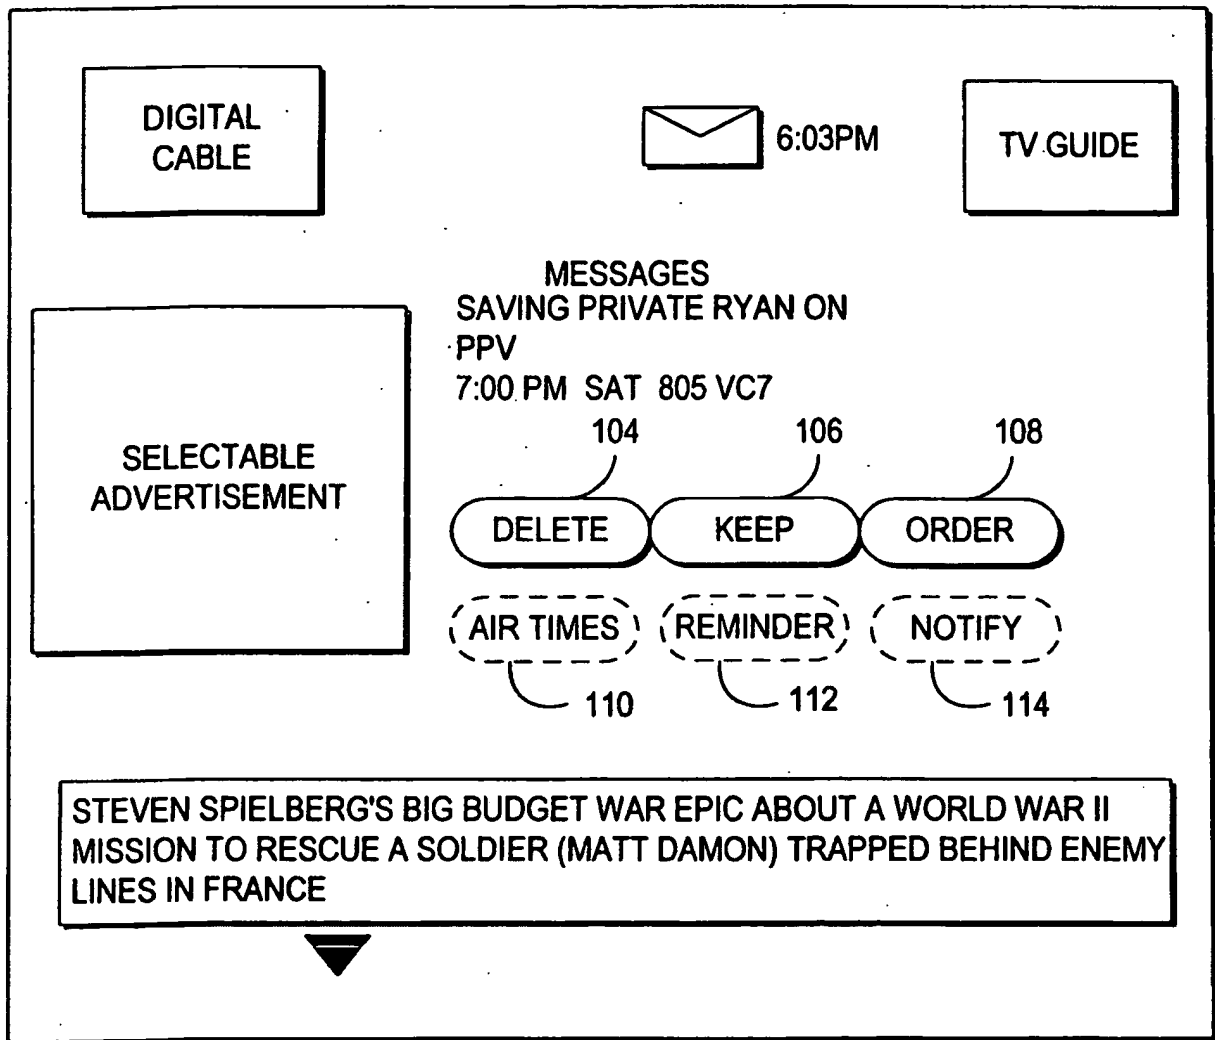 DIGITAL
CABLE
6:03PM
TV GUIDE
MESSAGES
SAVING PRIVATE RYAN ON
PPV
7:00 PM SAT 805 VC7
SELECTABLE
ADVERTISEMENT
104
106
108
DELETE
KEEP
ORDER
AIR TIMES
REMINDER
NOTIFY
110
112
114
STEVEN SPIELBERG'S BIG BUDGET WAR EPIC ABOUT A WORLD WAR II
MISSION TO RESCUE A SOLDIER (MATT DAMON) TRAPPED BEHIND ENEMY
LINES IN FRANCE